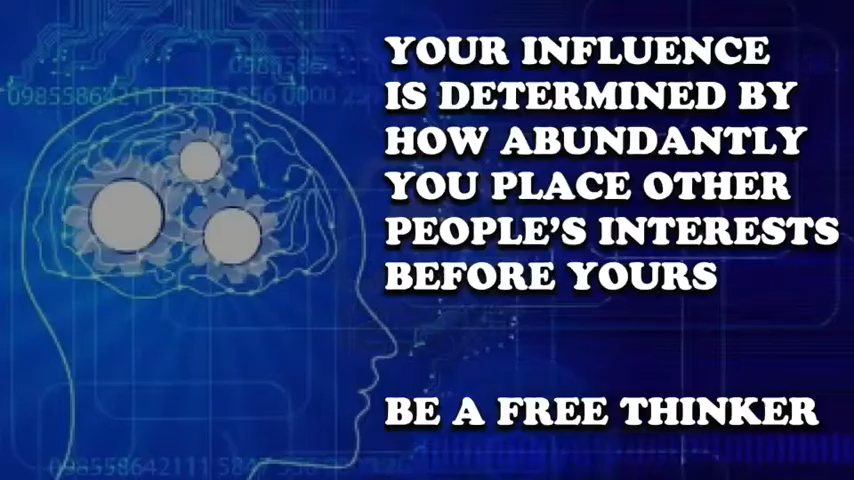 YOUR INFLUENCE
IS DETERMINED BY
HOW ABUNDANTLY
YOU PLACE OTHER
PEOPLE'S INTERESTS
BEFORE YOURS
BE A FREE THINKER